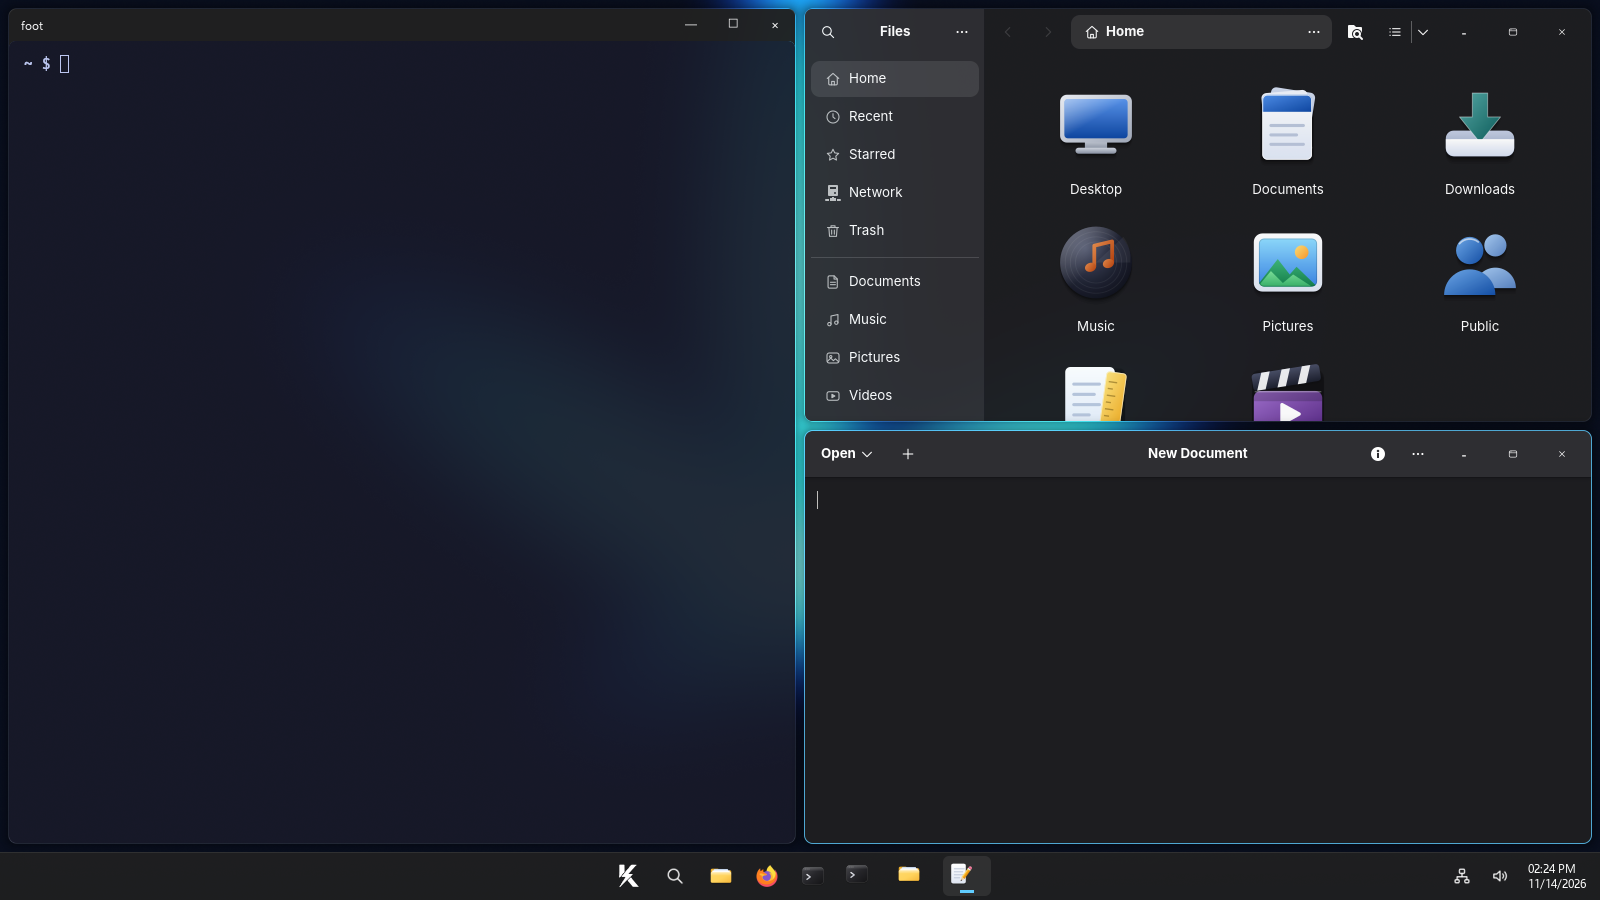 foot
~ $
Files
Home
Home
Recent
Starred
Network
Trash
Documents
Music
Pictures
Videos
Desktop
Documents
Downloads
Music
Pictures
Public
Open
New Document
02:24 PM
11/14/2026